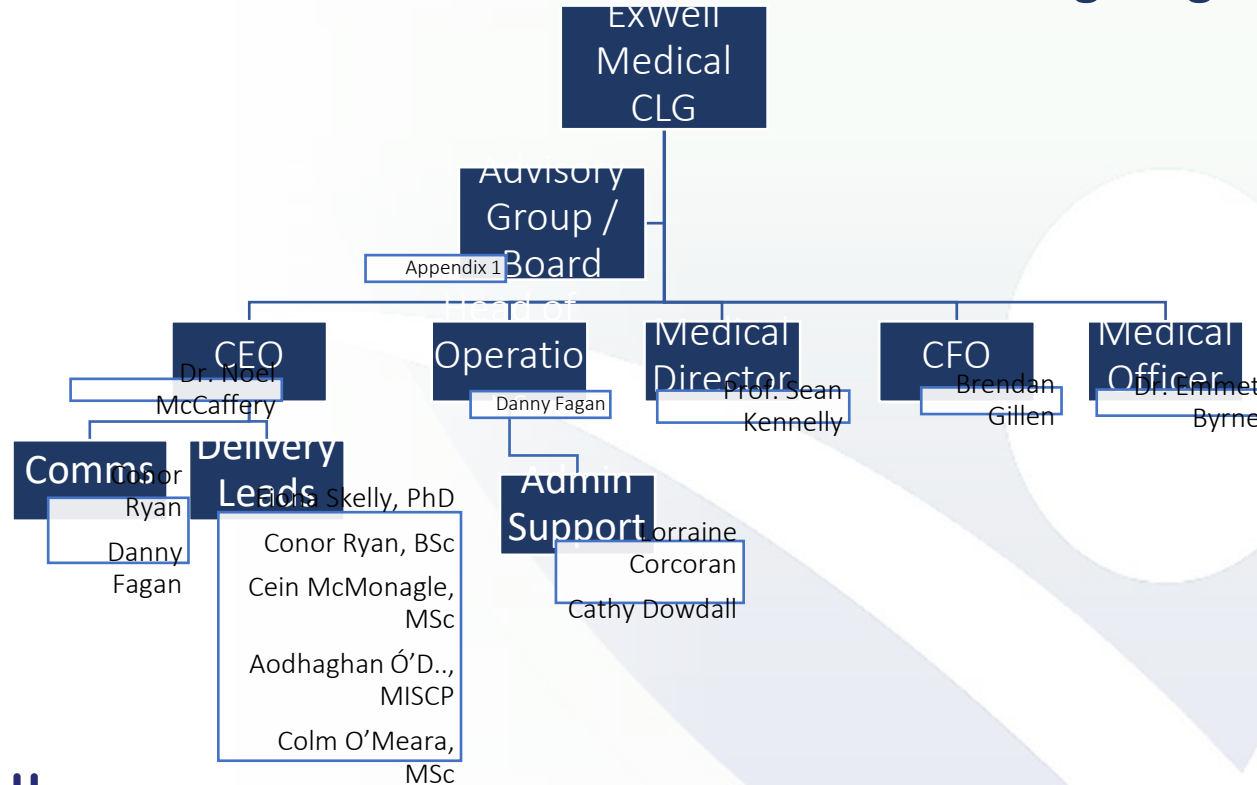 ExWell
Medical
CLG
Advisory
Group /
Board
Appendix 1
CEO
Dr. Noel
McCaffery
Head of
Operatio
Danny Fagan
Medical
Director
Prof. Sean
Kennelly
CFO
Brendan
Gillen
Medical
Officer
Dr. Emmet
Byrne
Comms
Conor
Ryan
Danny
Fagan
Delivery
Leads
Fiona Skelly, PhD
Conor Ryan, BSc
Cein McMonagle,
MSc
Aodhaghan Ó’D..,
MISCP
Colm O’Meara,
MSc
Admin
Support
Lorraine
Corcoran
Cathy Dowdall